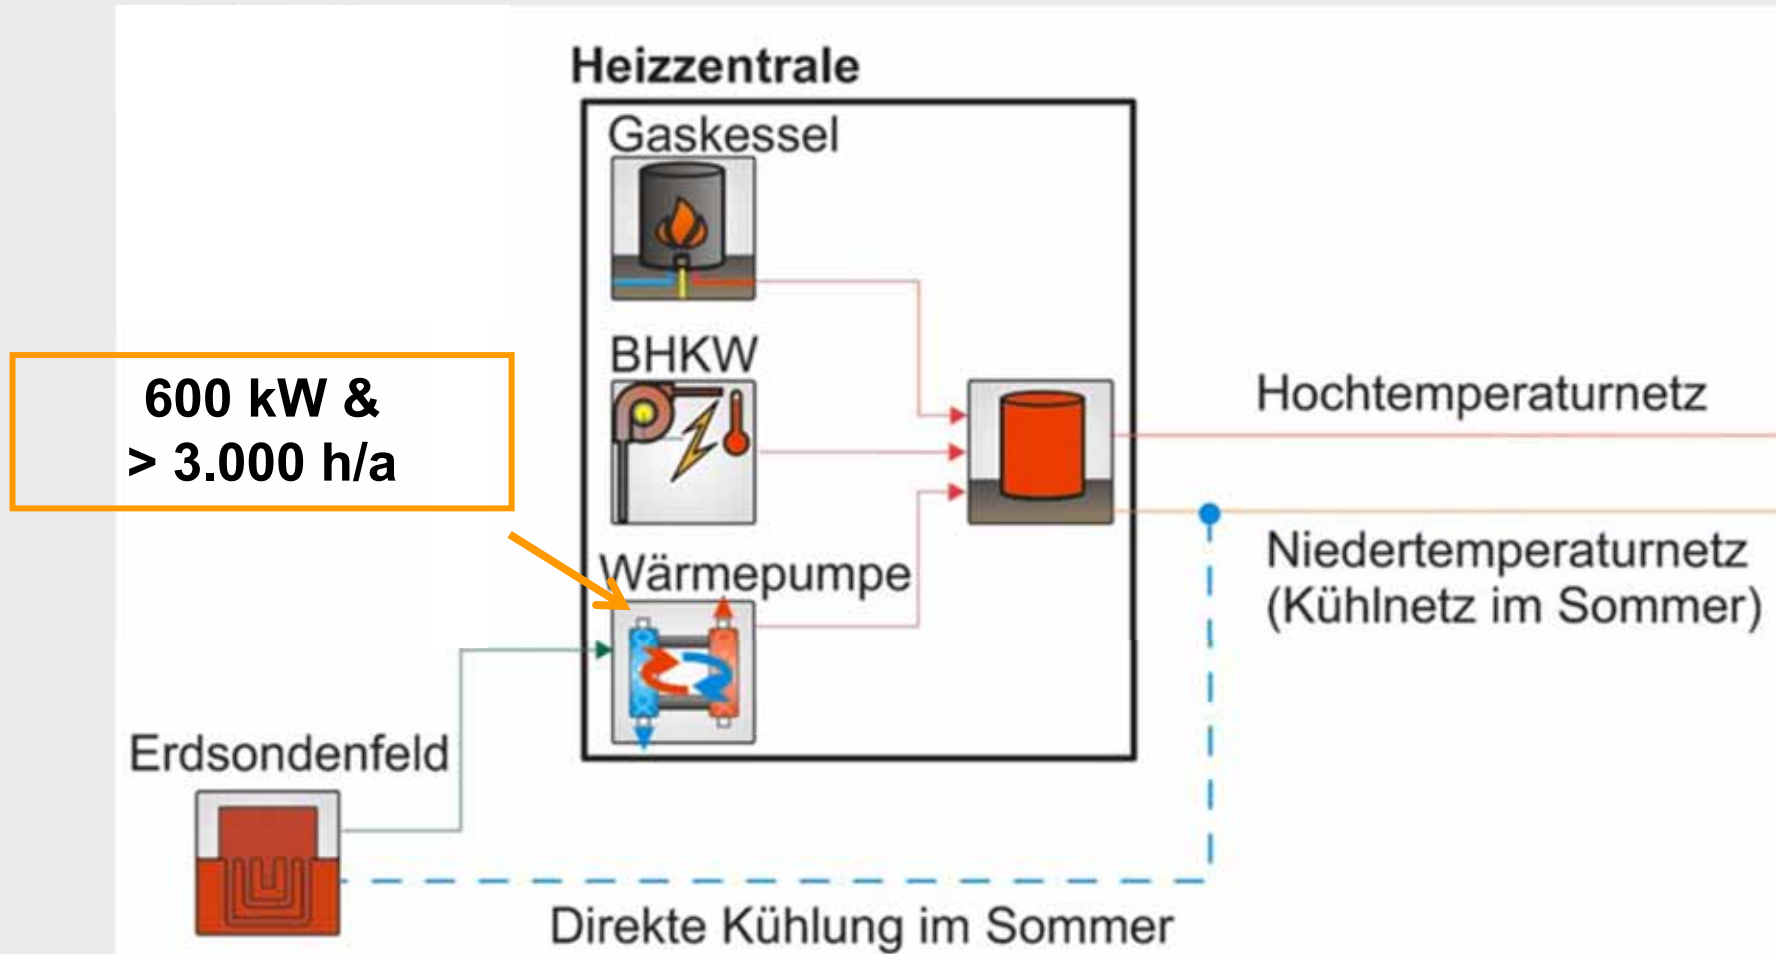 Heizzentrale
Gaskessel
BHKW
600 kW &
> 3.000 h/a
Hochtemperaturnetz
Wärmepumpe
Niedertemperaturnetz
(Kühlnetz im Sommer)
Erdsondenfeld
Direkte Kühlung im Sommer